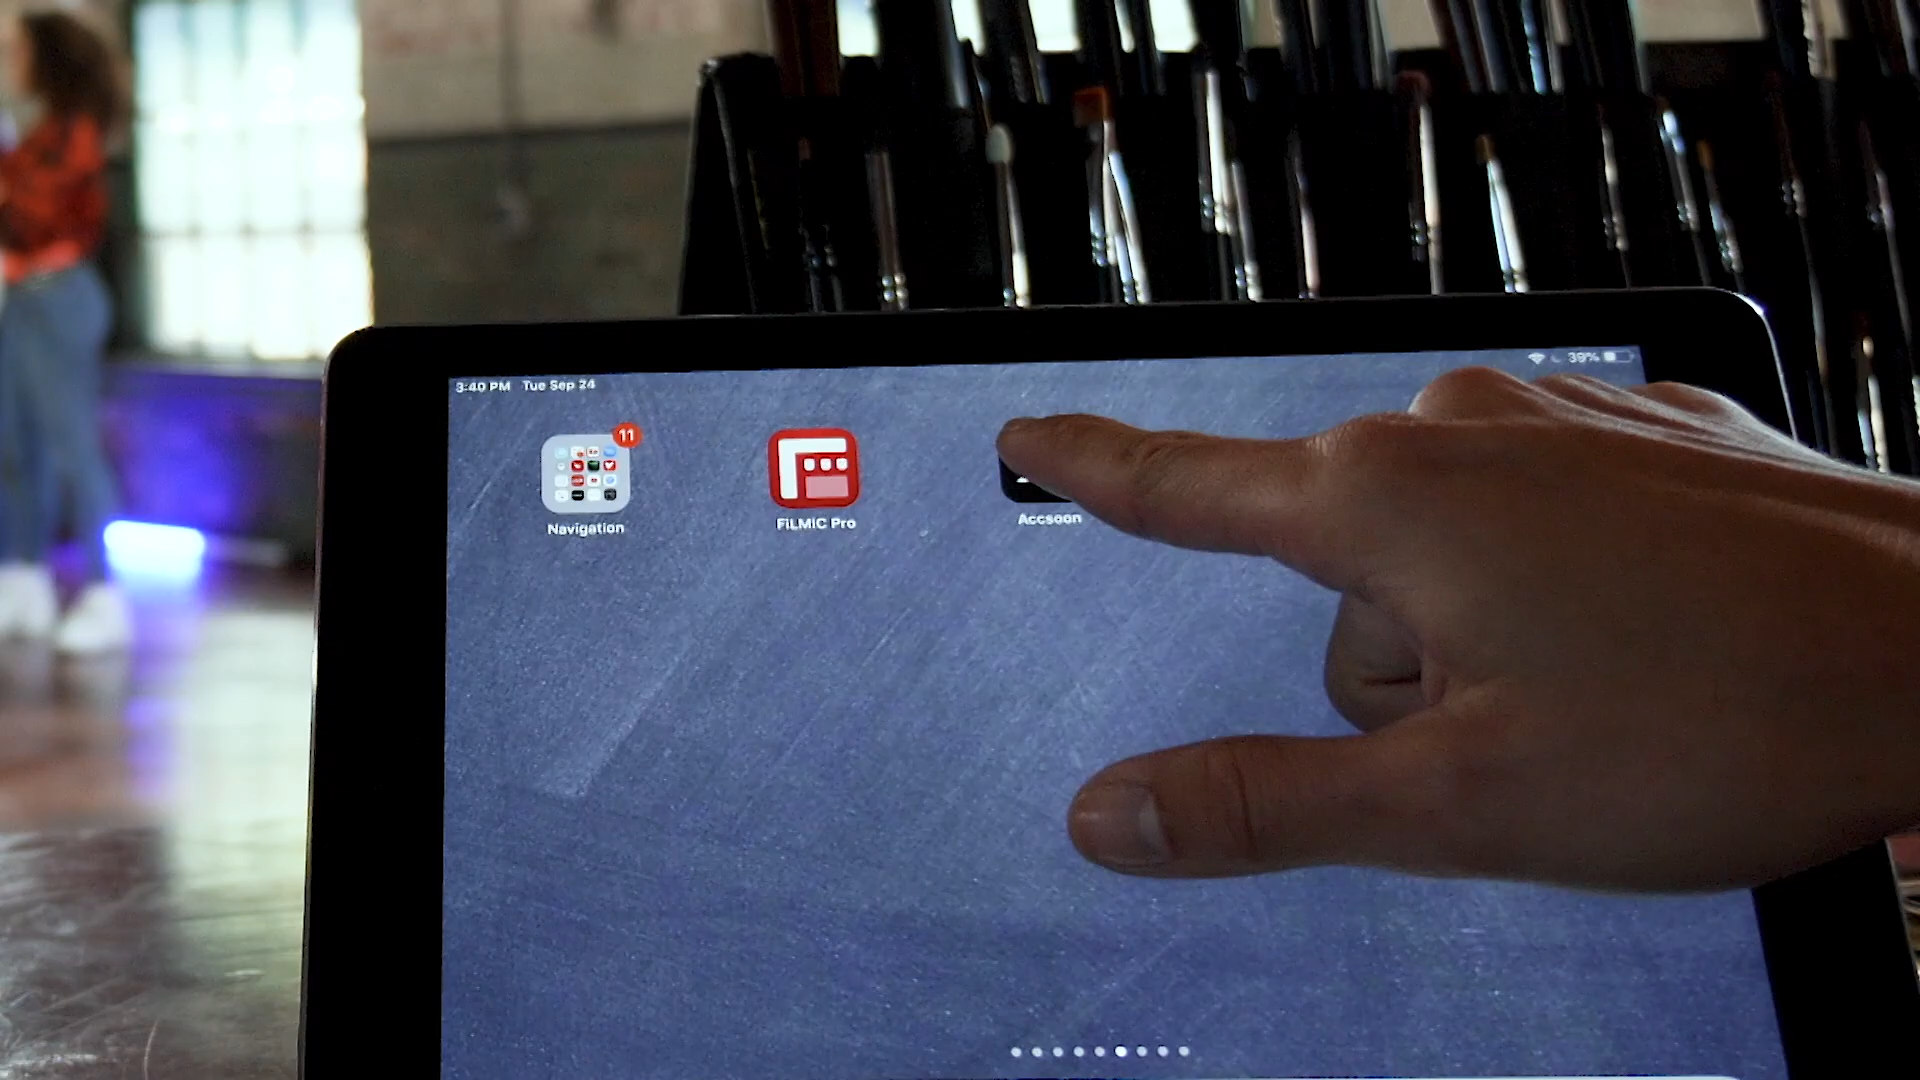 3:40 PM Tue Sep 24
39%
11
Navigation
FiLMiC Pro
Accsoon